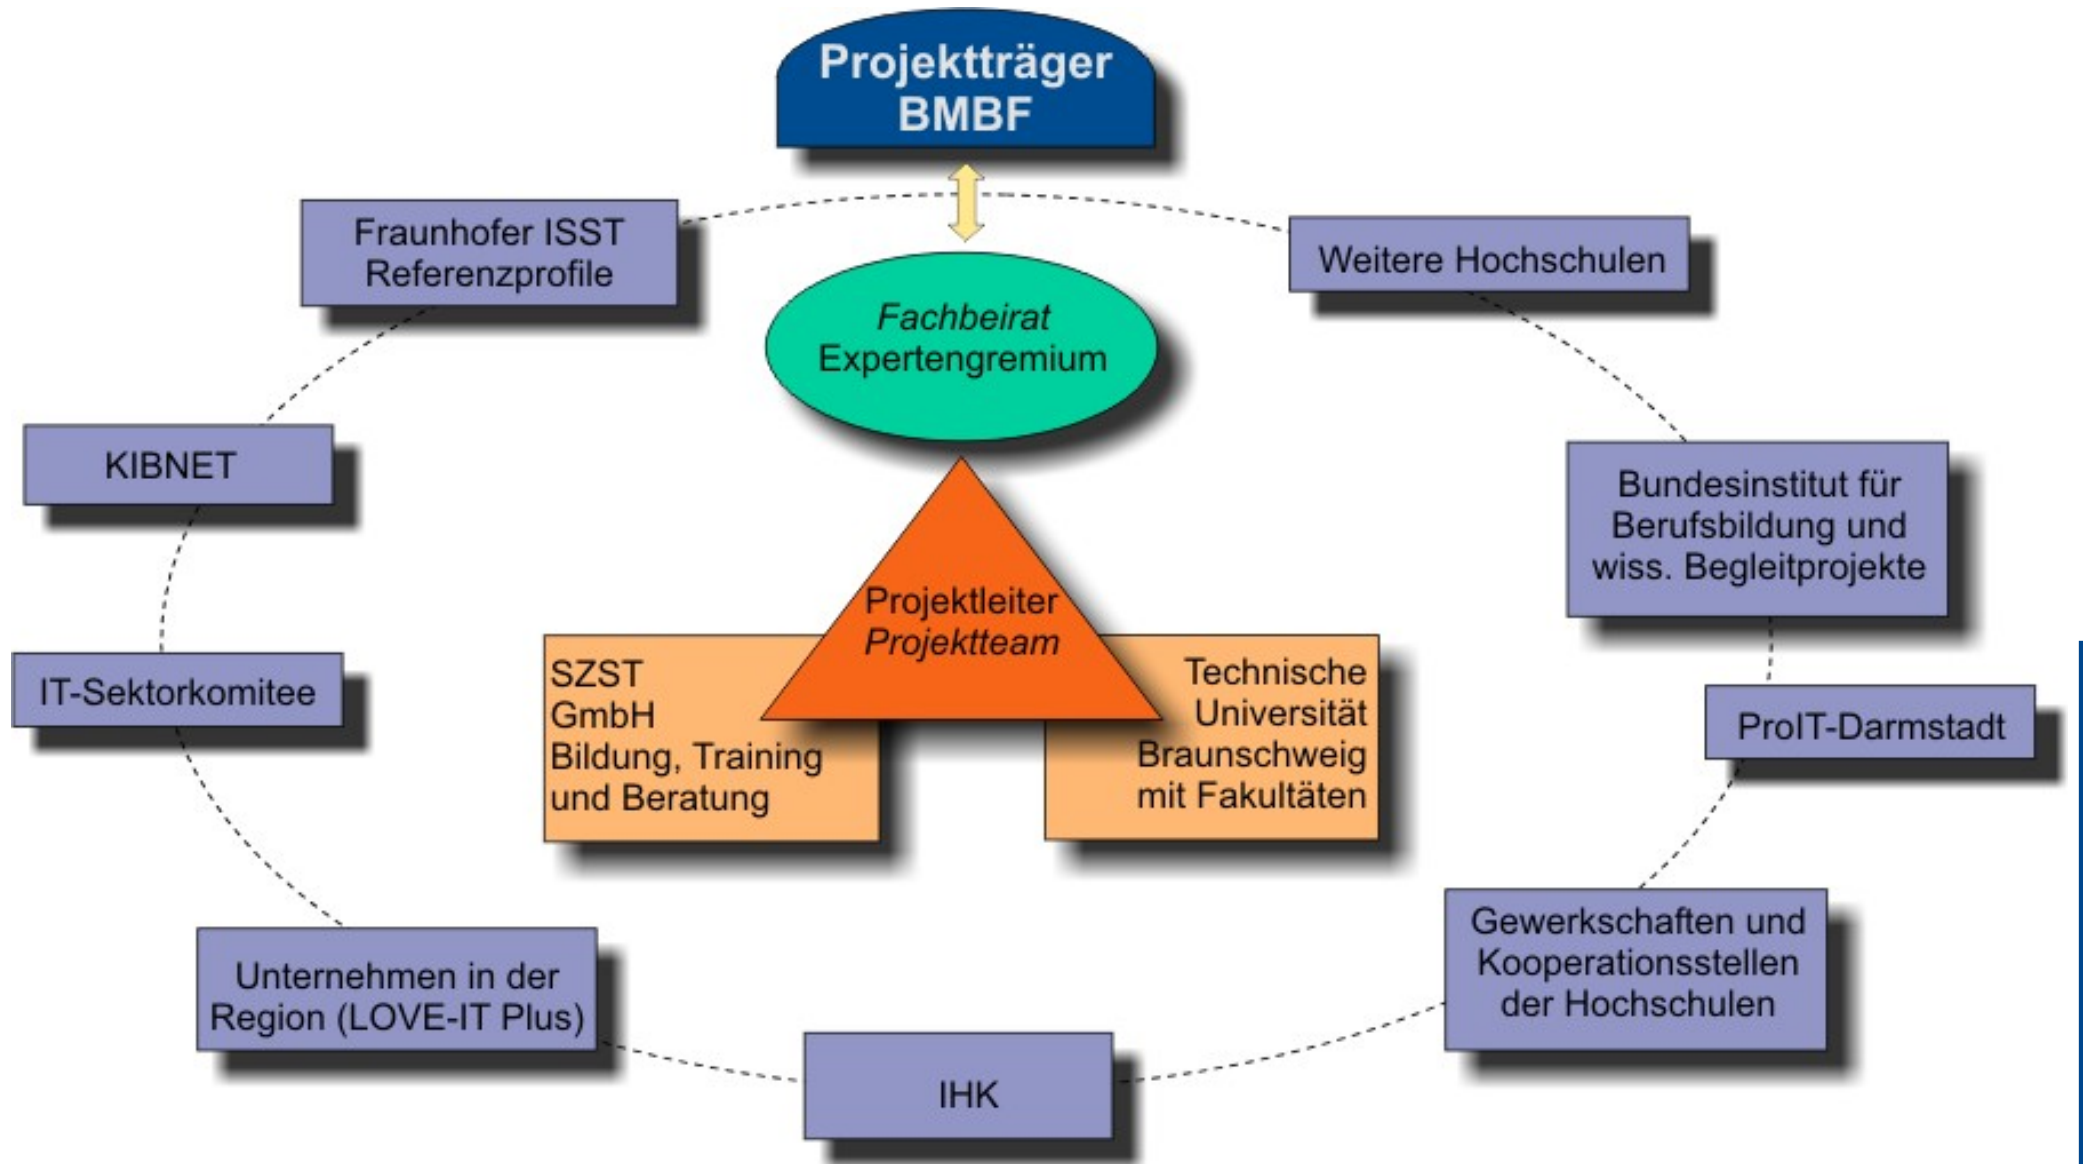 Projektträger
BMBF
Fraunhofer ISST
Referenzprofile
Weitere Hochschulen
Fachbeirat
Expertengremium
KIBNET
Bundesinstitut für
Berufsbildung und
wiss. Begleitprojekte
Projektleiter
Projektteam
IT-Sektorkomitee
SZST
GmbH
Bildung, Training
und Beratung
Technische
Universität
Braunschweig
mit Fakultäten
ProIT-Darmstadt
Unternehmen in der
Region (LOVE-IT Plus)
Gewerkschaften und
Kooperationsstellen
der Hochschulen
IHK